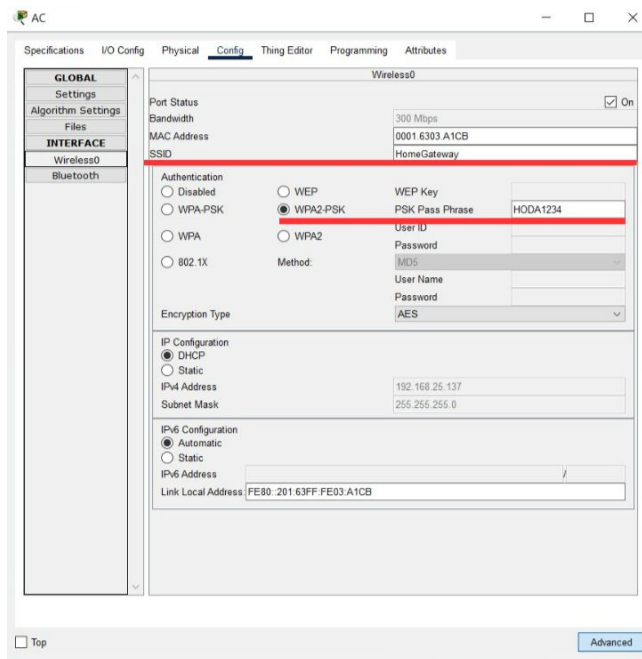 AC
Specifications I/O Config Physical Config Thing Editor Programming Attributes
GLOBAL
Settings
Algorithm Settings
Files
INTERFACE
Wireless0
Bluetooth
Wireless0
Port Status On
Bandwidth 300 Mbps
MAC Address 0001.6303.A1CB
SSID HomeGateway
Authentication
Disabled WEP WEP Key
WPA-PSK WPA2-PSK PSK Pass Phrase HODA1234
User ID
WPA WPA2
Password
802.1X Method: MD5
User Name
Password
Encryption Type AES
IP Configuration
DHCP
Static
IPv4 Address 192.168.25.137
Subnet Mask 255.255.255.0
IPv6 Configuration
Automatic
Static
IPv6 Address /
Link Local Address: FE80::201:63FF:FE03:A1CB
Top Advanced